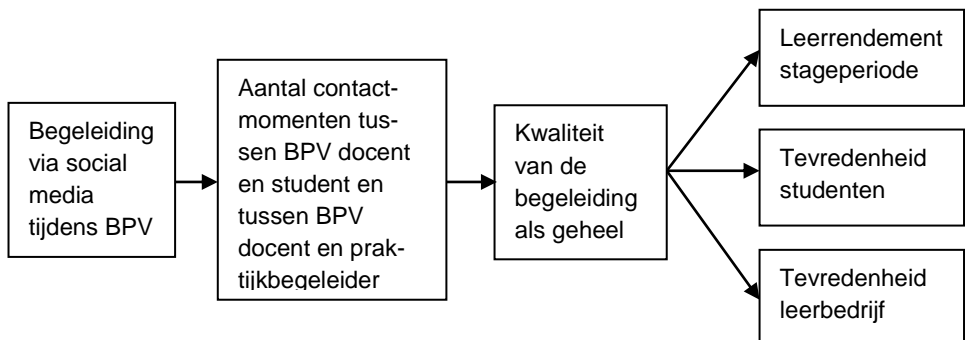 Begeleiding
via social
media
tijdens BPV
Aantal contact-
momenten tus-
sen BPV docent
en student en
tussen BPV
docent en prak-
tijkbegeleider
Kwaliteit
van de
begeleiding
als geheel
Leerrendement
stageperiode
Tevredenheid
studenten
Tevredenheid
leerbedrijf